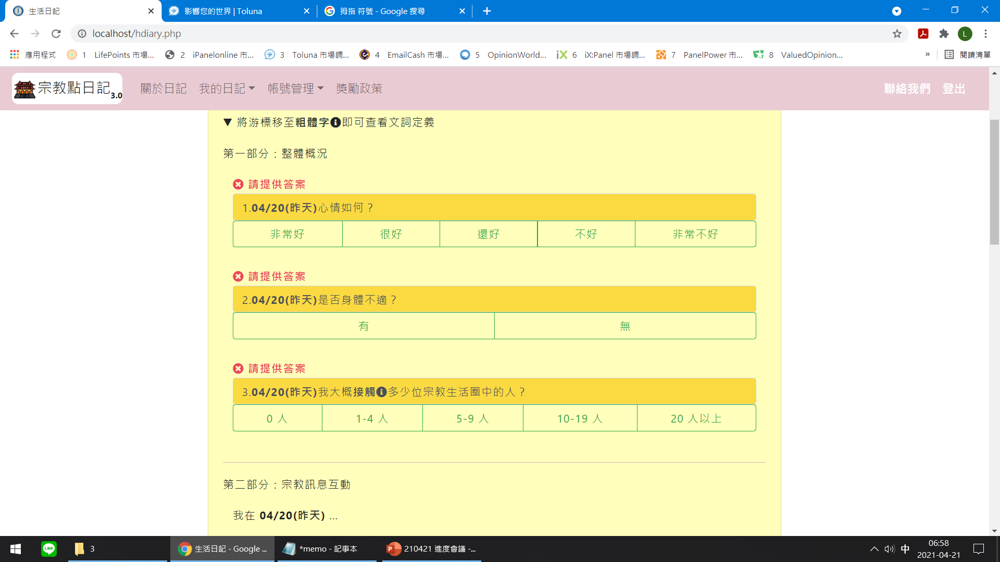 生活日記
影響您的世界 | Toluna
拇指 符號 - Google 搜尋
localhost/hdiary.php
L
應用程式
1 LifePoints 市場...
2 iPanelonline 市...
3 Toluna 市場調...
4 EmailCash 市場...
5 OpinionWorld...
6 iX:Panel 市場調...
7 PanelPower 市...
8 ValuedOpinion...
»
閱讀清單
宗教點日記3.0
關於日記
我的日記
帳號管理
獎勵政策
聯絡我們
登出
▼ 將游標移至粗體字即可查看文詞定義
第一部分：整體概況
請提供答案
1.04/20(昨天)心情如何？
非常好
很好
還好
不好
非常不好
請提供答案
2.04/20(昨天)是否身體不適？
有
無
請提供答案
3.04/20(昨天)我大概接觸多少位宗教生活圈中的人？
0 人
1-4 人
5-9 人
10-19 人
20 人以上
第二部分：宗教訊息互動
我在 04/20(昨天) ...
LINE
3
生活日記 - Google ...
*memo - 記事本
210421 進度會議 -...
中
06:58
2021-04-21